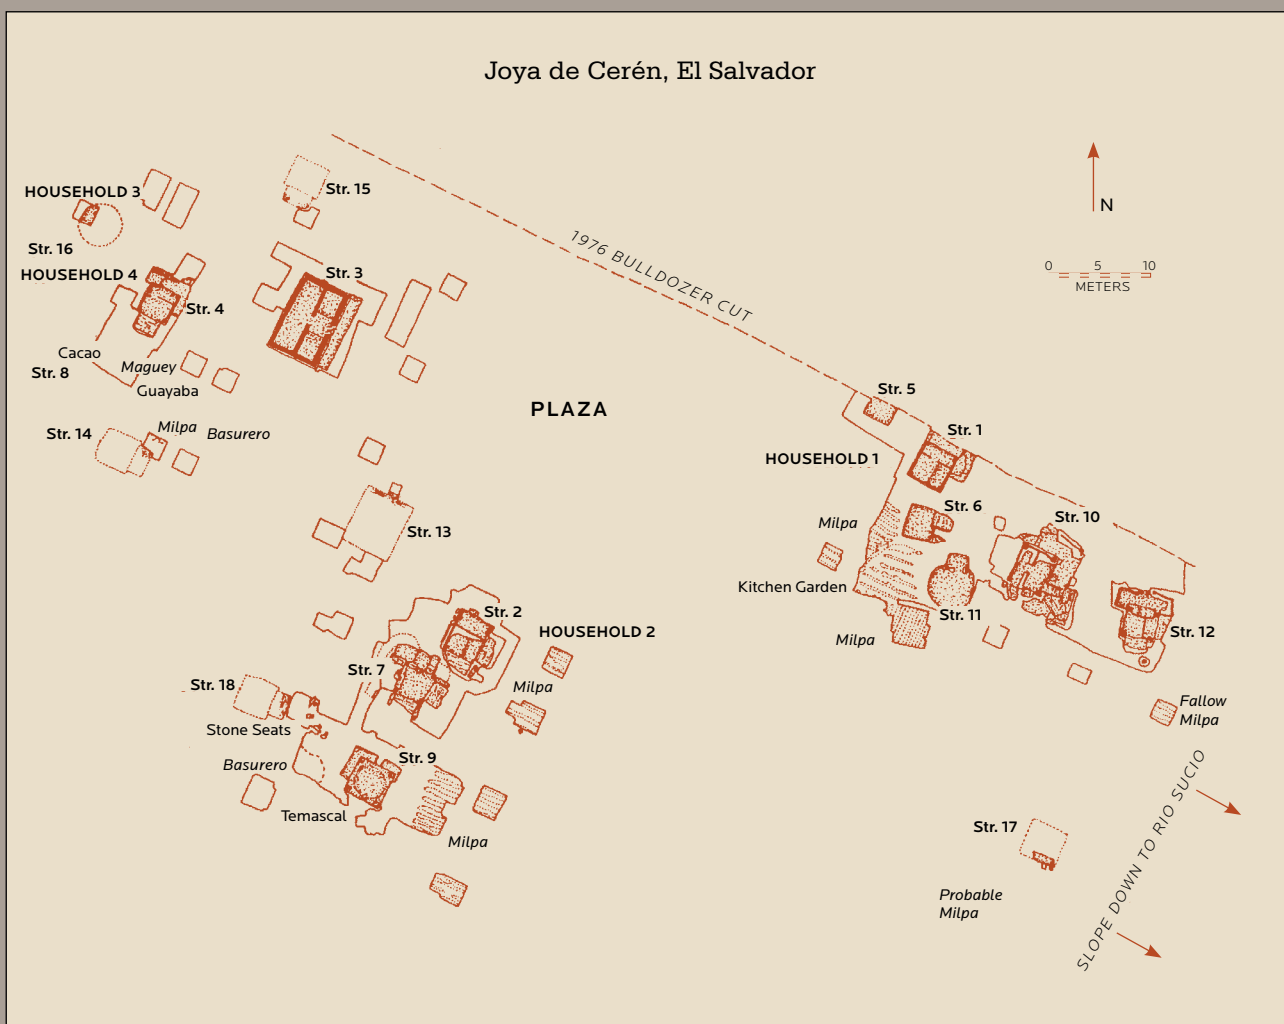 Joya de Cerén, El Salvador
HOUSEHOLD 3
Str. 15
N
Str. 16
1976 BULLDOZER CUT
HOUSEHOLD 4
Str. 3
0 5 10
METERS
Str. 4
Cacao
Maguey
Str. 8
Guayaba
Str. 5
PLAZA
Str. 14
Milpa
Basurero
Str. 1
HOUSEHOLD 1
Str. 6
Str. 10
Milpa
Str. 13
Kitchen Garden
Str. 2
Str. 11
HOUSEHOLD 2
Milpa
Str. 12
Str. 7
Str. 18
Milpa
Stone Seats
Fallow
Milpa
Str. 9
Basurero
Temascal
Milpa
Str. 17
SLOPE DOWN TO RIO SUCIO
Probable
Milpa